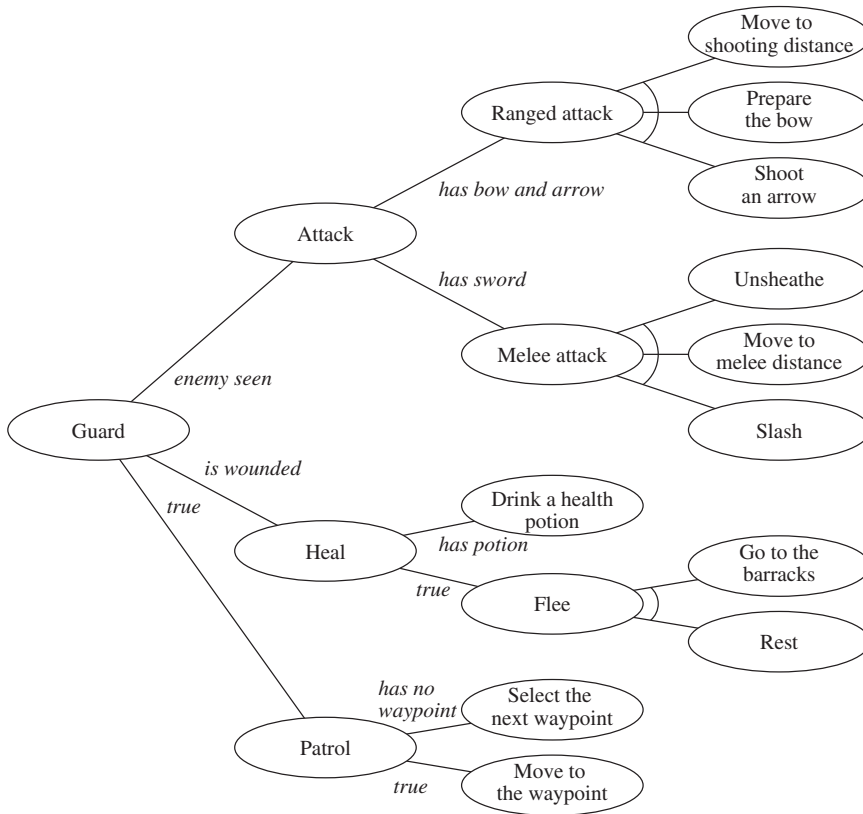 Move to
shooting distance
Ranged attack
Prepare
the bow
Shoot
an arrow
has bow and arrow
Attack
has sword
Unsheathe
Melee attack
Move to
melee distance
Slash
enemy seen
Guard
is wounded
true
Heal
Drink a health
potion
has potion
true
Flee
Go to the
barracks
Rest
has no
waypoint
Select the
next waypoint
Patrol
true
Move to
the waypoint